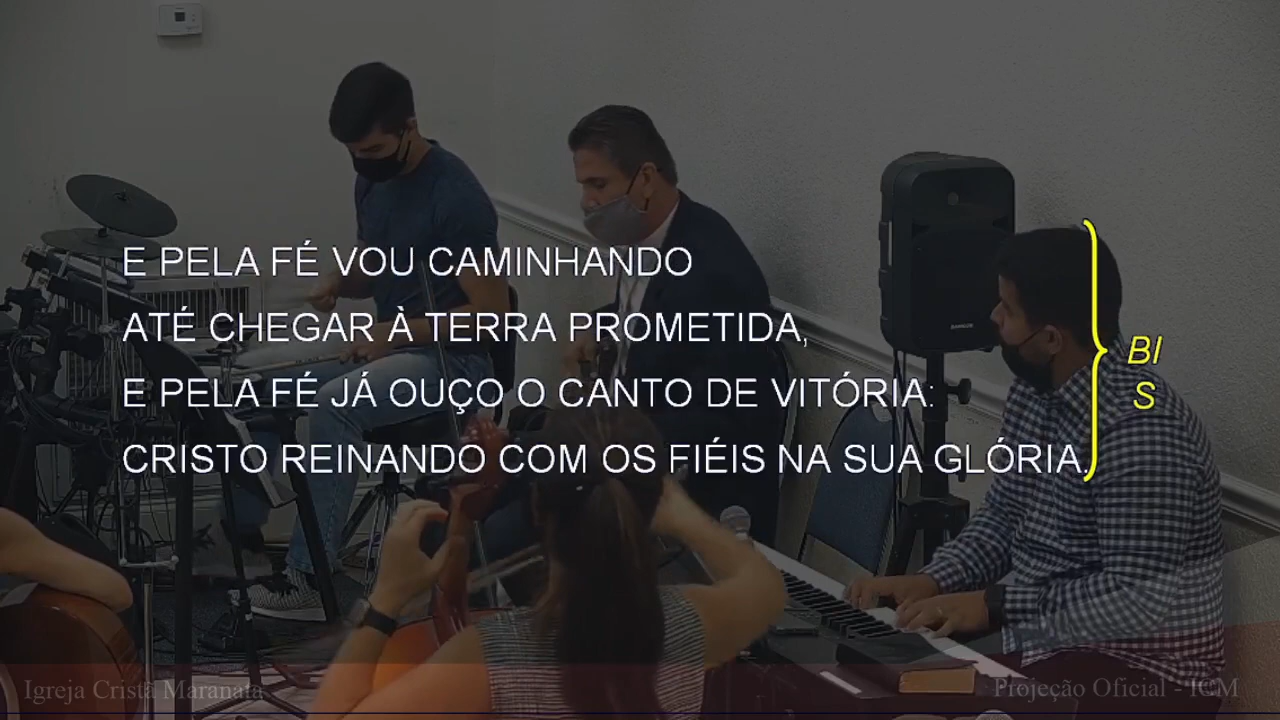 E PELA FÉ VOU CAMINHANDO
ATÉ CHEGAR À TERRA PROMETIDA,
E PELA FÉ JÁ OUÇO O CANTO DE VITÓRIA:
CRISTO REINANDO COM OS FIÉIS NA SUA GLÓRIA.
BI
S
Igreja Cristã Maranata
Projeção Oficial - ICM